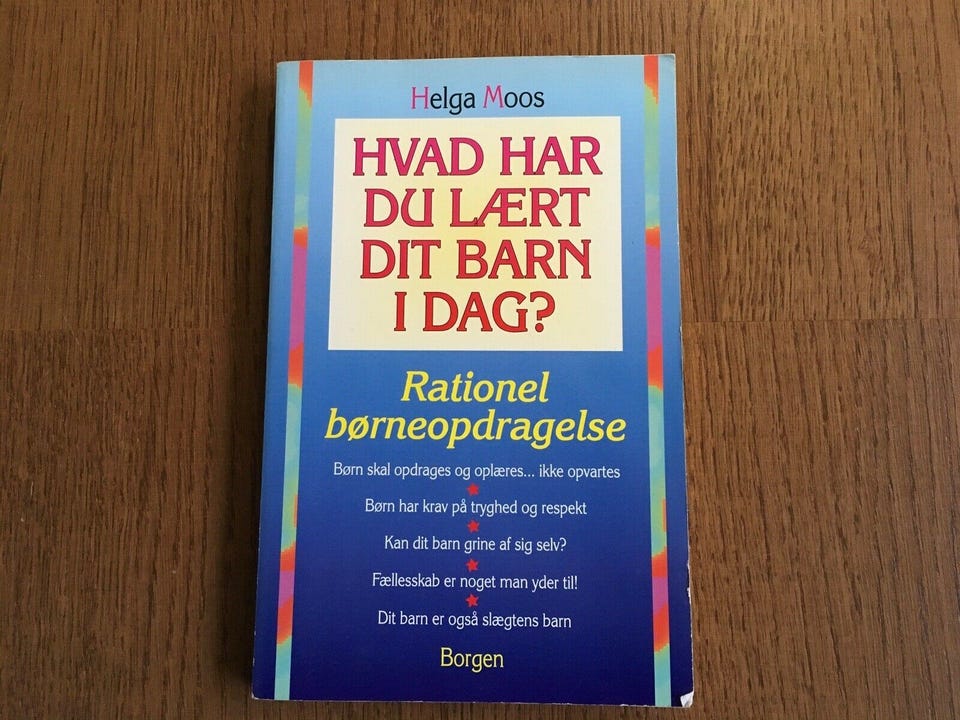 Helga Moos
HVAD HAR
DU LÆRT
DIT BARN
I DAG?
Rationel
børneopdragelse
Børn skal opdrages og oplæres... ikke opvartes
Børn har krav på tryghed og respekt
Kan dit barn grine af sig selv?
Fællesskab er noget man yder til!
Dit barn er også slægtens barn
Borgen